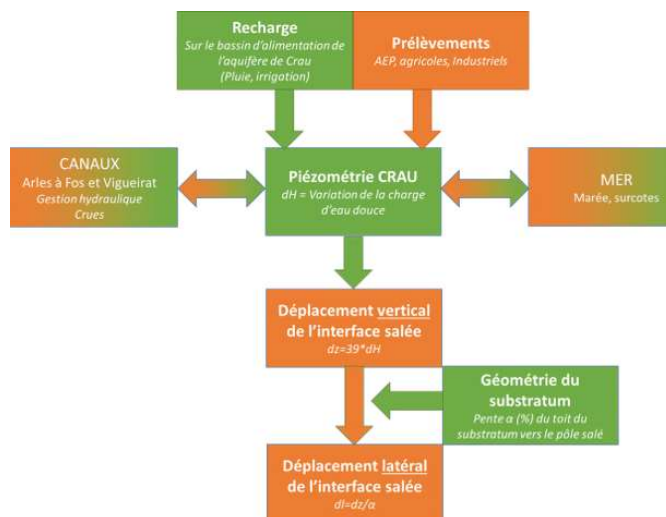 Recharge
Sur le bassin d'alimentation de
l'aquifère de Crau
(Pluie, irrigation)
Prélèvements
AEP, agricoles, Industriels
CANAUX
Arles à Fos et Vigueirat
Gestion hydraulique
Crues
Piézométrie CRAU
dH = Variation de la charge
d'eau douce
MER
Marée, surcotes
Déplacement vertical
de l'interface salée
dz=39*dH
Géométrie du
substratum
Pente α (%) du toit du
substratum vers le pôle salé
Déplacement latéral
de l'interface salée
dl=dz/α